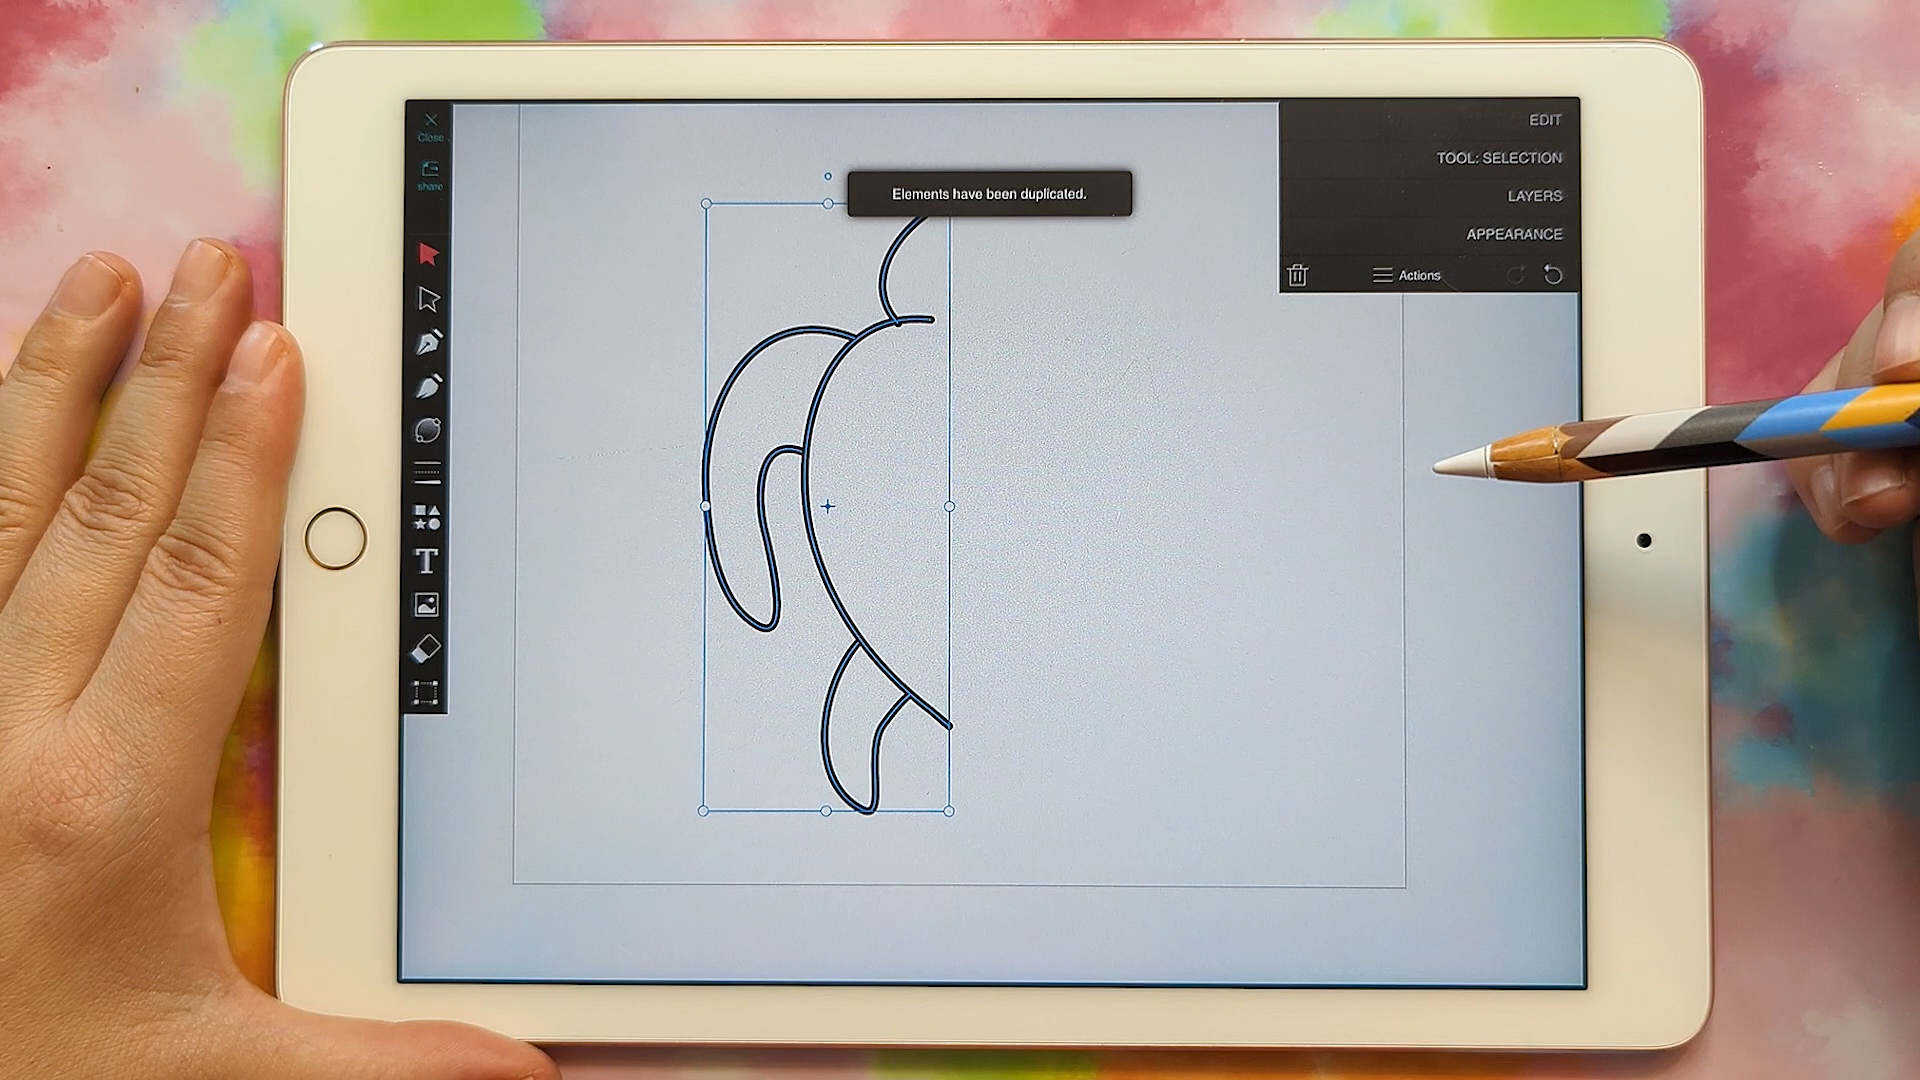 Close
share
Elements have been duplicated.
EDIT
TOOL: SELECTION
LAYERS
APPEARANCE
Actions
T